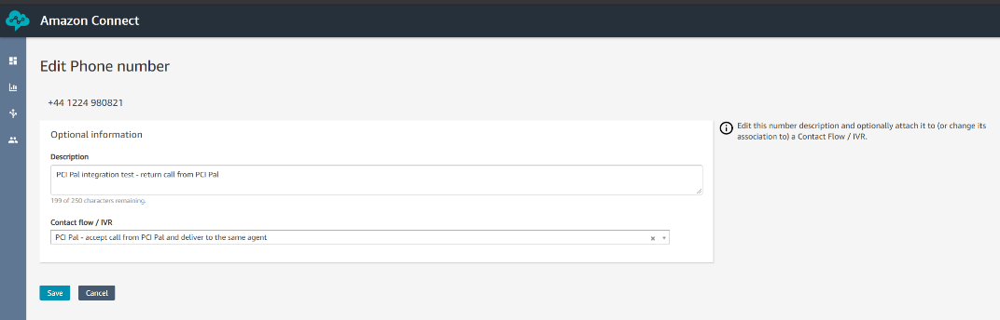 Amazon Connect
Edit Phone number
+44 1224 980821
Optional information
Edit this number description and optionally attach it to (or change its
association to) a Contact Flow / IVR.
Description
PCI Pal integration test - return call from PCI Pal
199 of 250 characters remaining.
Contact flow / IVR
PCI Pal - accept call from PCI Pal and deliver to the same agent
Save Cancel